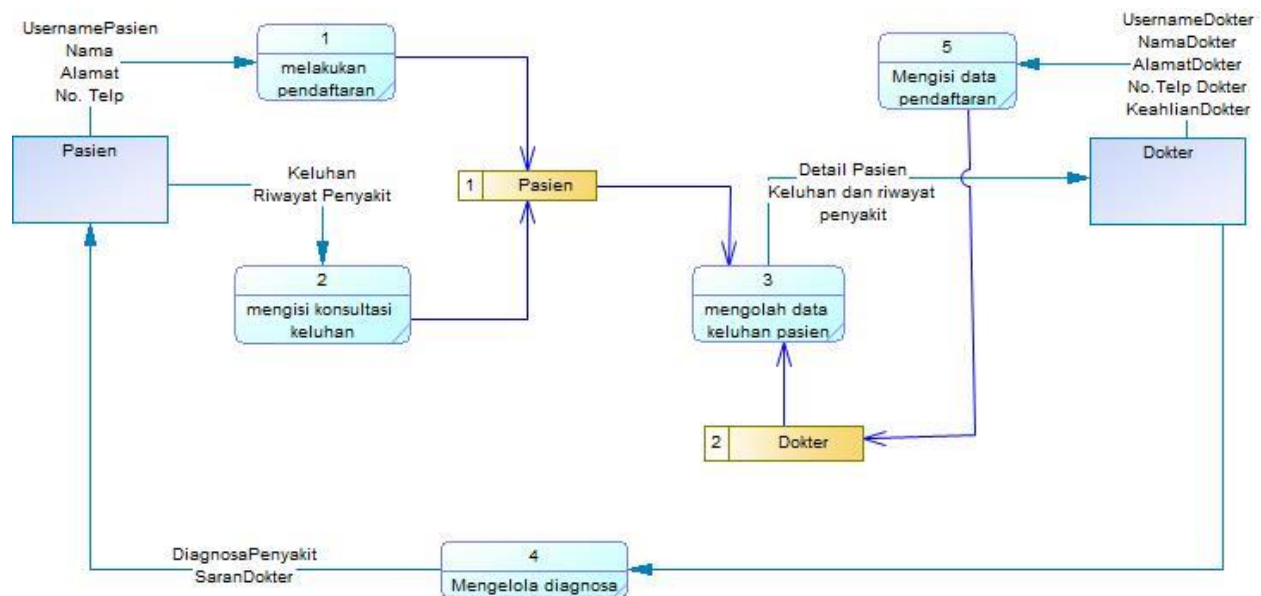 UsernamePasien
Nama
Alamat
No. Telp
1
melakukan
pendaftaran
5
Mengisi data
pendaftaran
UsernameDokter
NamaDokter
AlamatDokter
No.Telp Dokter
KeahlianDokter
Pasien
Keluhan
Riwayat Penyakit
1 Pasien
Detail Pasien
Keluhan dan riwayat
penyakit
Dokter
2
mengisi konsultasi
keluhan
3
mengolah data
keluhan pasien
2 Dokter
DiagnosaPenyakit
SaranDokter
4
Mengelola diagnosa